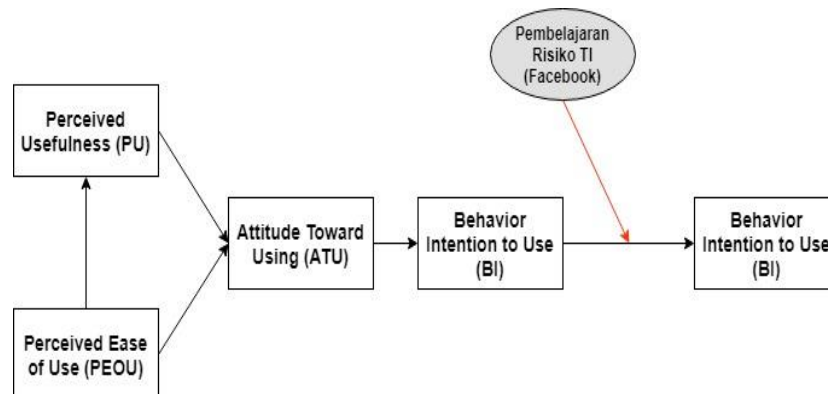 Pembelajaran
Risiko TI
(Facebook)
Perceived
Usefulness (PU)
Attitude Toward
Using (ATU)
Behavior
Intention to Use
(BI)
Behavior
Intention to Use
(BI)
Perceived Ease
of Use (PEOU)